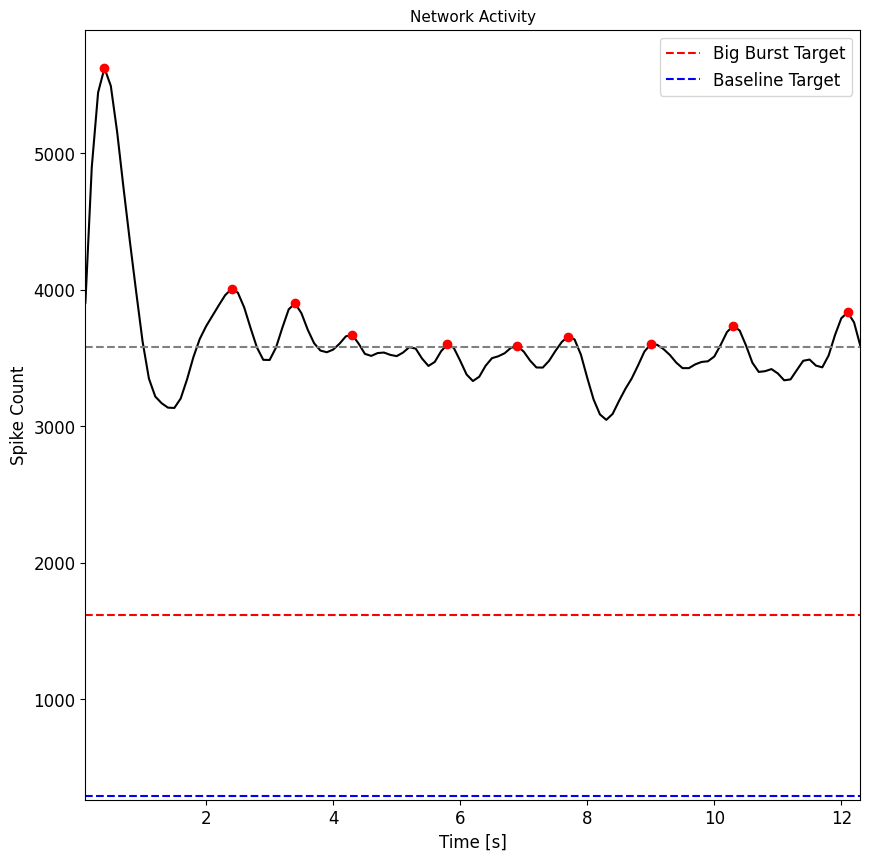 Network Activity
Big Burst Target
Baseline Target
5000
4000
3000
2000
1000
Spike Count
2
4
6
8
10
12
Time [s]